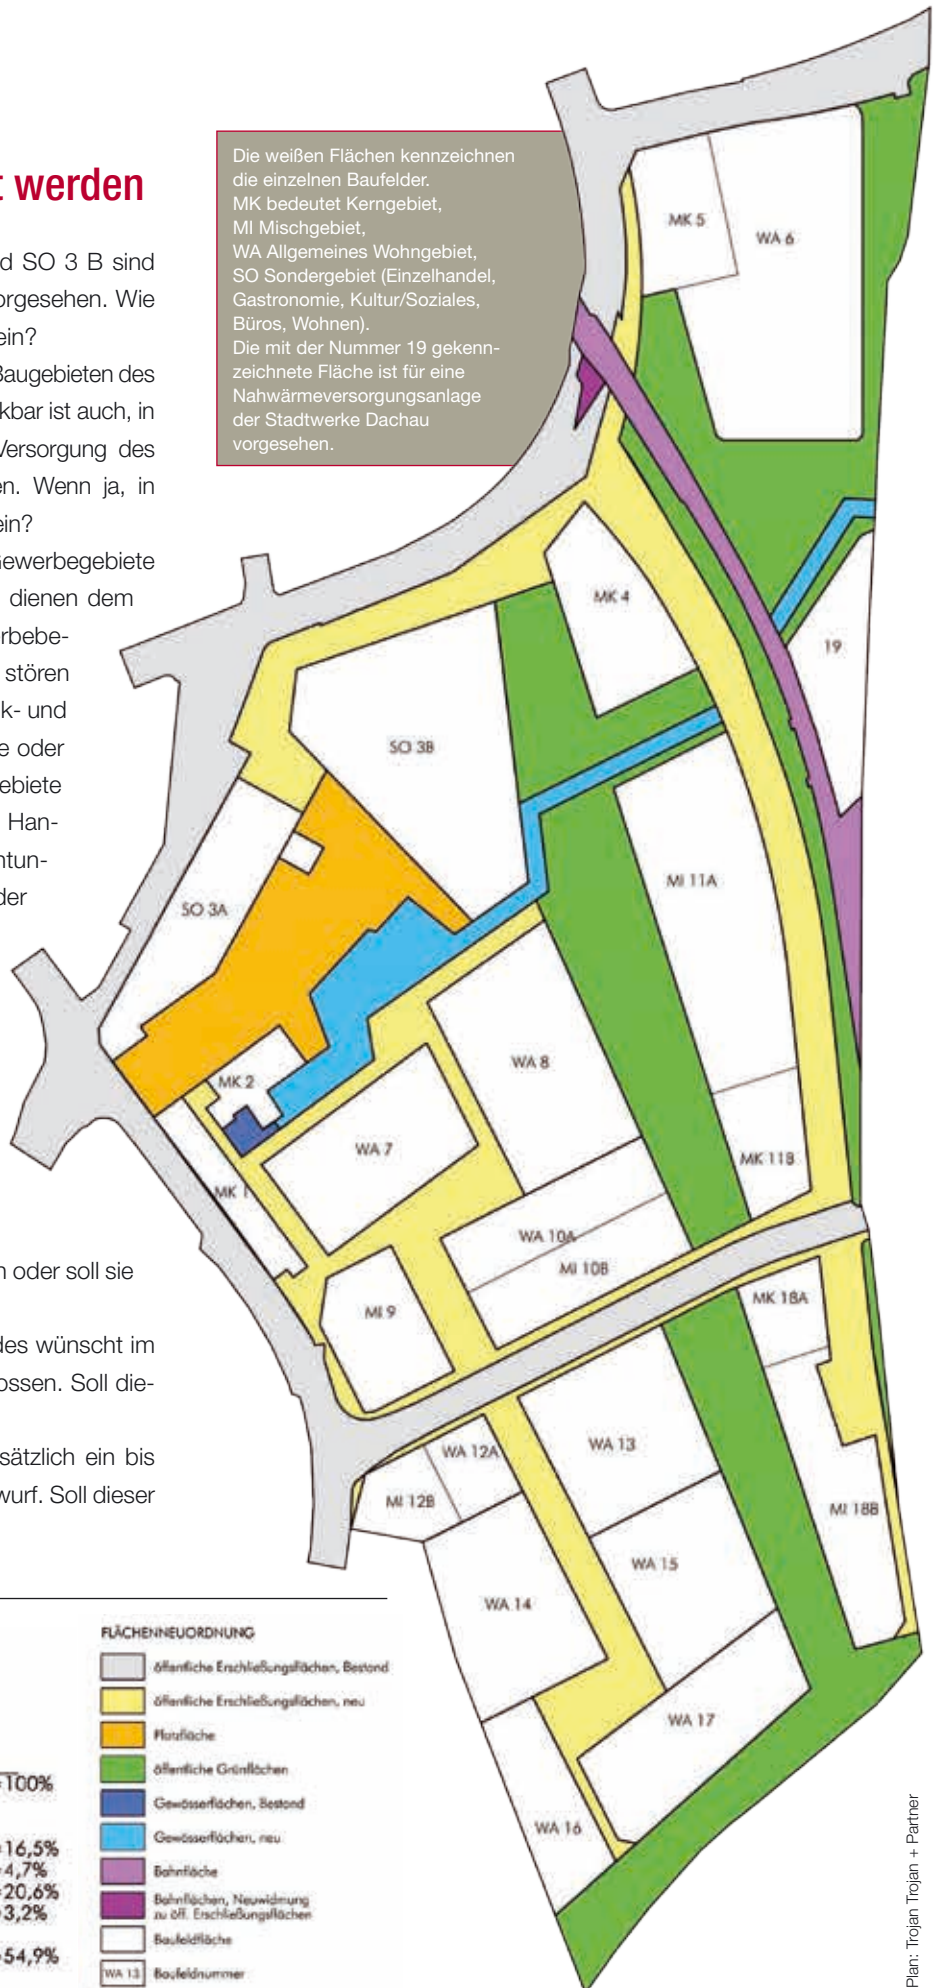 t werden
d SO 3 B sind
orgesehen. Wie
ein?
Baugebieten des
kbar ist auch, in
Versorgung des
en. Wenn ja, in
ein?
Gewerbegebiete
dienen dem
rbebe-
stören
k- und
e oder
ebiete
Han-
ntun-
der
n oder soll sie
des wünscht im
ossen. Soll die-
sätzlich ein bis
wurf. Soll dieser
Die weißen Flächen kennzeichnen
die einzelnen Baufelder.
MK bedeutet Kerngebiet,
MI Mischgebiet,
WA Allgemeines Wohngebiet,
SO Sondergebiet (Einzelhandel,
Gastronomie, Kultur/Soziales,
Büros, Wohnen).
Die mit der Nummer 19 gekenn-
zeichnete Fläche ist für eine
Nahwärmeversorgungsanlage
der Stadtwerke Dachau
vorgesehen.
MK 5
WA 6
MK 4
19
SO 3B
MI 11A
SO 3A
WA 8
MK 2
WA 7
MK 11B
MK 1
WA 10A
MI 10B
MI 9
MK 18A
WA 13
WA 12A
MI 12B
MI 18B
WA 15
WA 14
WA 17
WA 16
=100%
=16,5%
=4,7%
=20,6%
=3,2%
=54,9%
FLÄCHENNEUORDNUNG
öffentliche Erschließungsflächen, Bestand
öffentliche Erschließungsflächen, neu
Platzfläche
öffentliche Grünflächen
Gewässerflächen, Bestand
Gewässerflächen, neu
Bahnfläche
Bahnflächen, Neuwidmung
zu öff. Erschließungsflächen
Baufeldfläche
WA 13 Baufeldnummer
Plan: Trojan Trojan + Partner